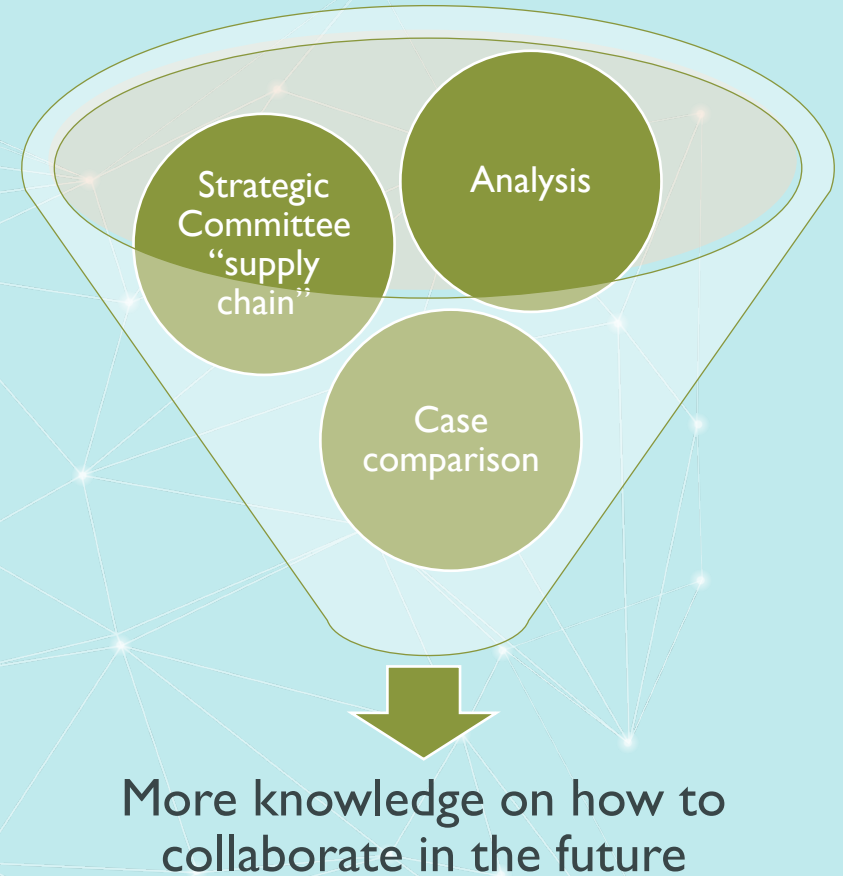 Strategic
Committee
“supply
chain”
Analysis
Case
comparison
More knowledge on how to
collaborate in the future